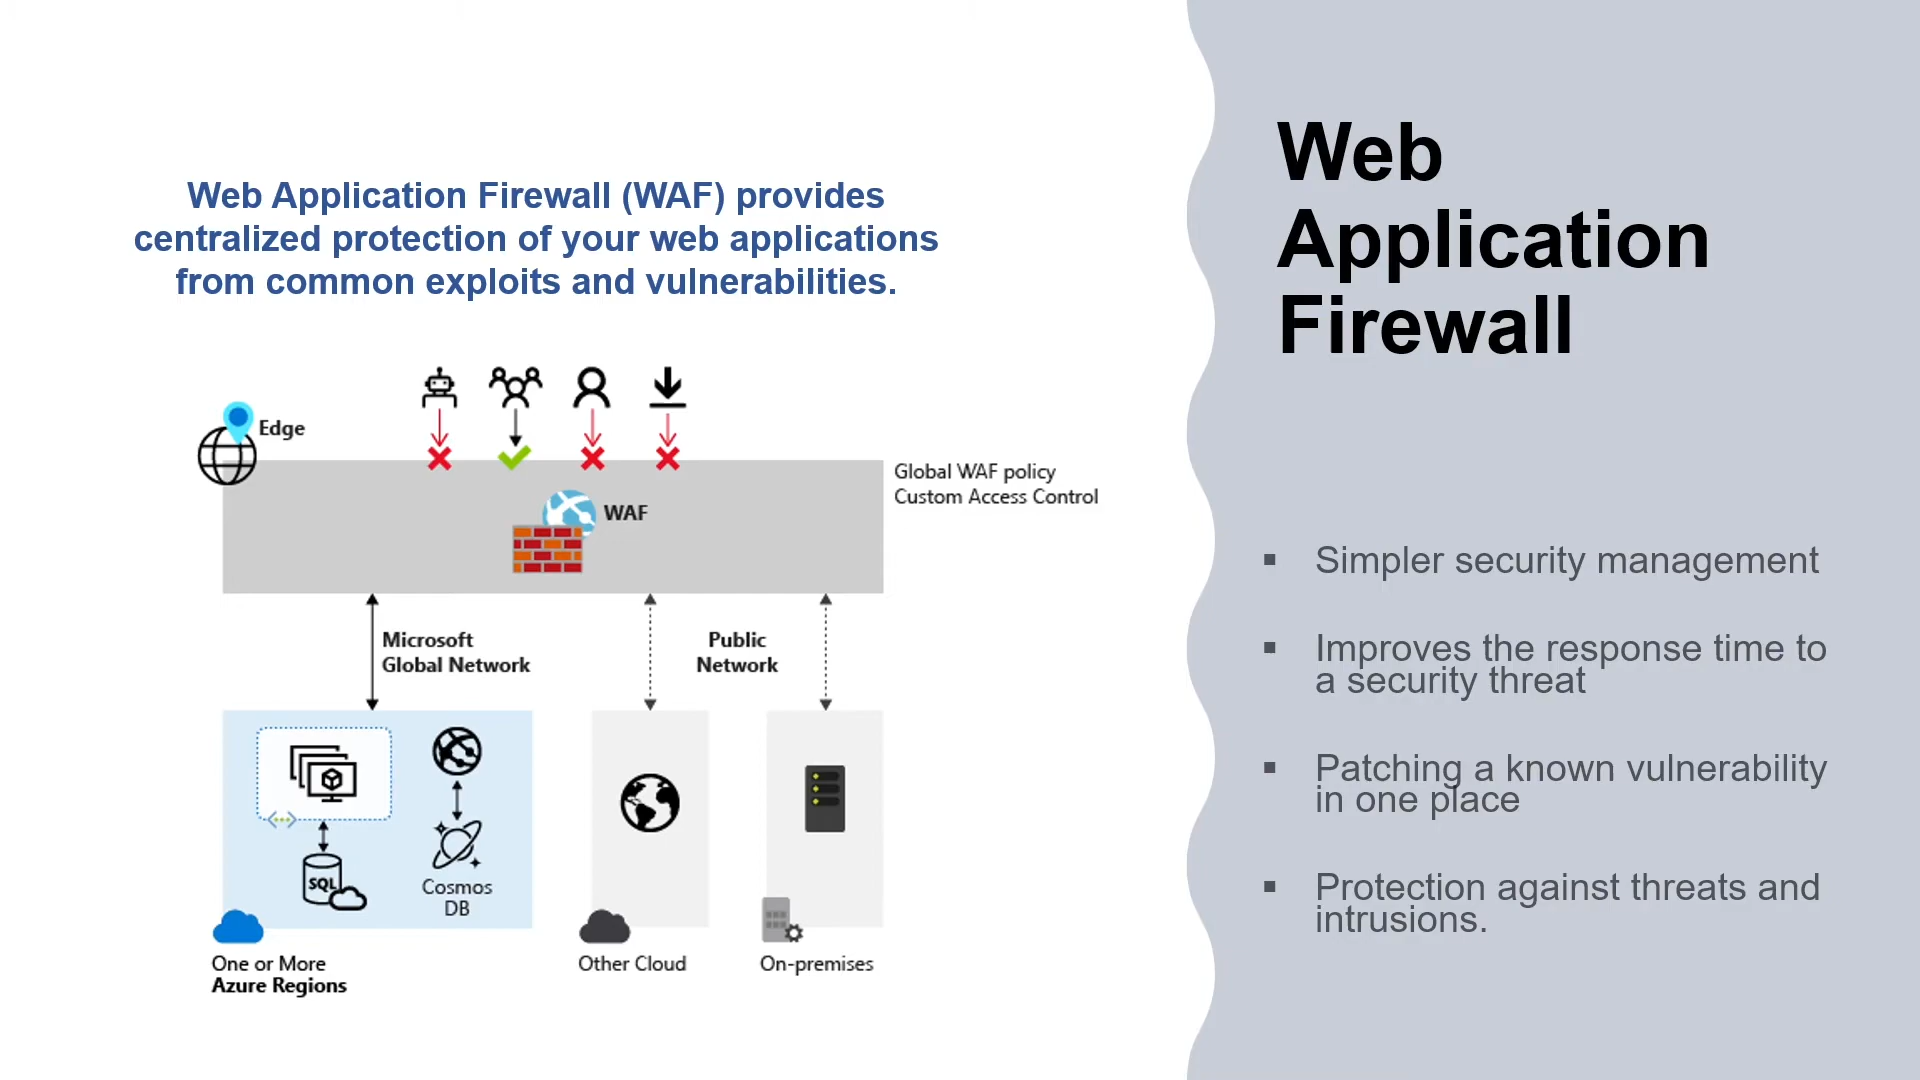 Web Application Firewall (WAF) provides
centralized protection of your web applications
from common exploits and vulnerabilities.
Edge
Global WAF policy
Custom Access Control
WAF
Microsoft
Global Network
Public
Network
SQL
Cosmos
DB
One or More
Azure Regions
Other Cloud
On-premises
Web
Application
Firewall
▪ Simpler security management
▪ Improves the response time to
a security threat
▪ Patching a known vulnerability
in one place
▪ Protection against threats and
intrusions.